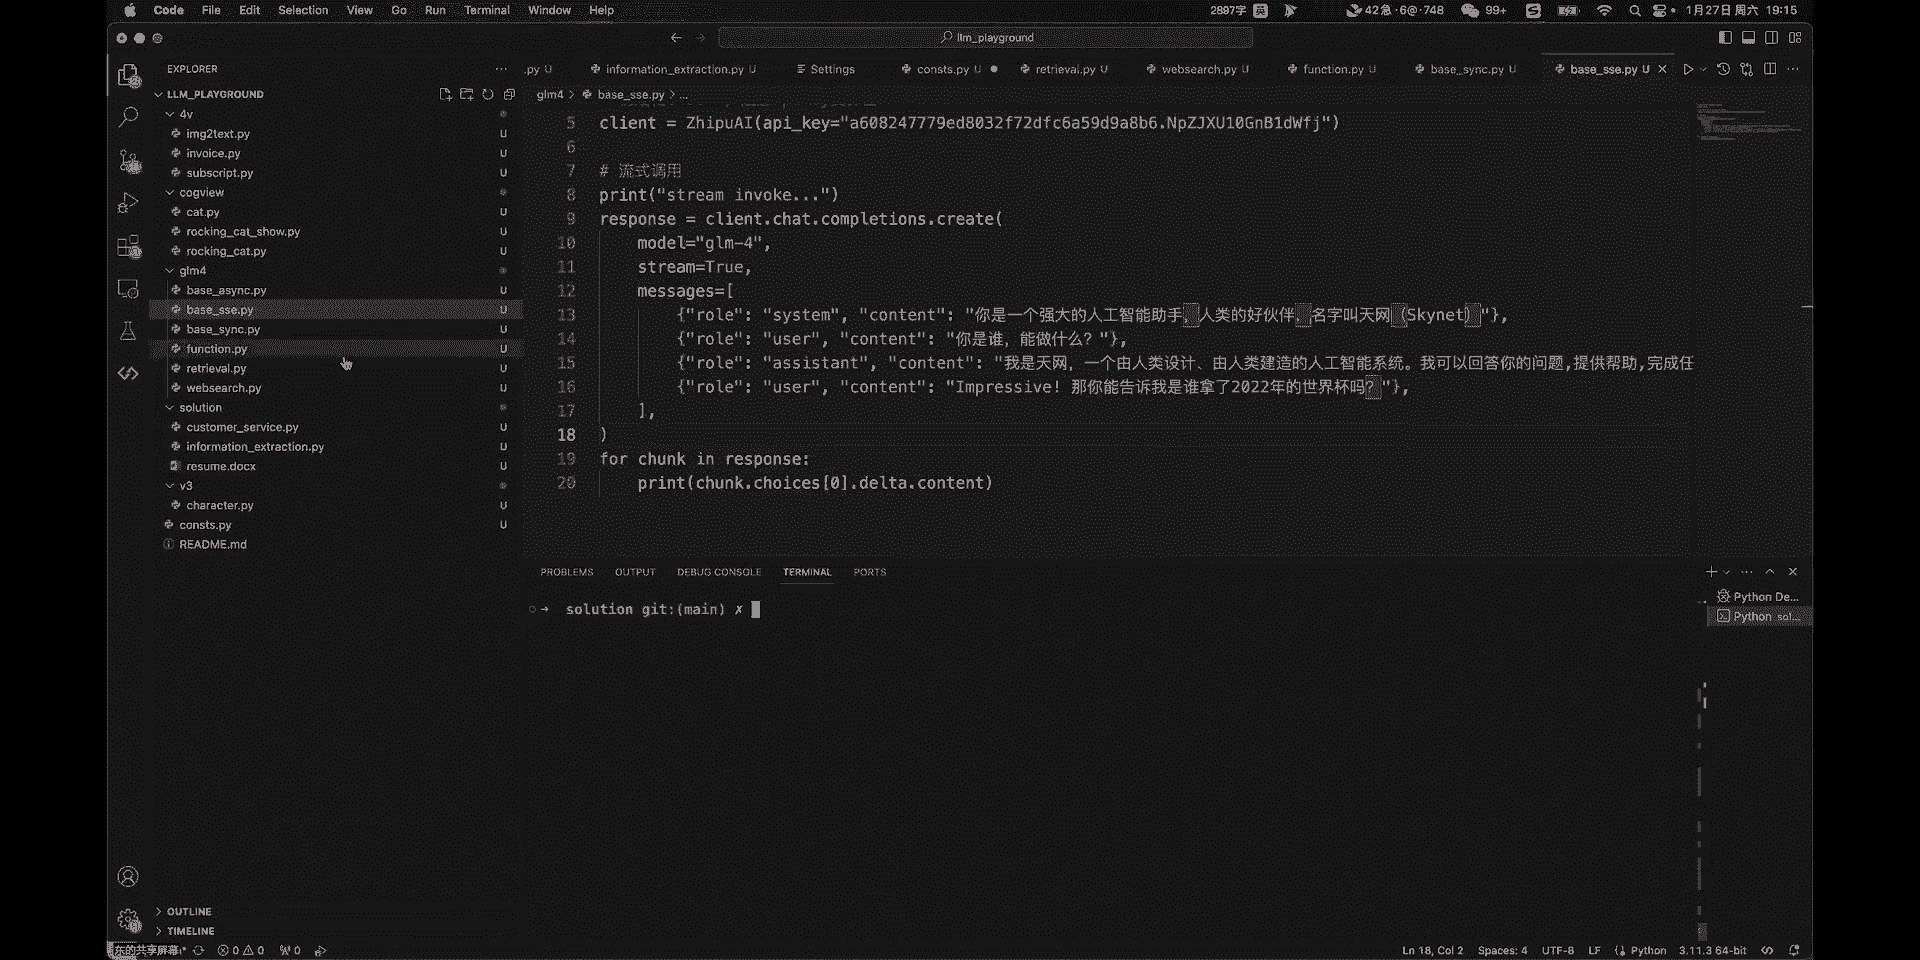 Code File Edit Selection View Go Run Terminal Window Help 2897字 英 42急·6@·748 99+ 1月27日 周六 19:15
llm_playground
EXPLORER
LLM_PLAYGROUND
4v
img2text.py U
invoice.py U
subscript.py U
cogview
cat.py U
rocking_cat_show.py U
rocking_cat.py U
glm4
base_async.py U
base_sse.py U
base_sync.py U
function.py U
retrieval.py U
websearch.py U
solution
customer_service.py U
information_extraction.py U
resume.docx U
v3
character.py U
consts.py U
README.md
OUTLINE
TIMELINE
.py U information_extraction.py U Settings consts.py U retrieval.py U websearch.py U function.py U base_sync.py U base_sse.py U
glm4 > base_sse.py > ...
5 client = ZhipuAI(api_key="a608247779ed8032f72dfc6a59d9a8b6.NpZJXU10GnB1dWfj")
6
7 # 流式调用
8 print("stream invoke...")
9 response = client.chat.completions.create(
10 model="glm-4",
11 stream=True,
12 messages=[
13 {"role": "system", "content": "你是一个强大的人工智能助手，人类的好伙伴，名字叫天网（Skynet）"},
14 {"role": "user", "content": "你是谁，能做什么？"},
15 {"role": "assistant", "content": "我是天网，一个由人类设计、由人类建造的人工智能系统。我可以回答你的问题,提供帮助,完成任
16 {"role": "user", "content": "Impressive! 那你能告诉我是谁拿了2022年的世界杯吗？"},
17 ],
18 )
19 for chunk in response:
20 print(chunk.choices[0].delta.content)
PROBLEMS OUTPUT DEBUG CONSOLE TERMINAL PORTS
→ solution git:(main) ✗
Python De...
Python sol...
东的共享屏幕 0 0 0 Ln 18, Col 2 Spaces: 4 UTF-8 LF Python 3.11.3 64-bit